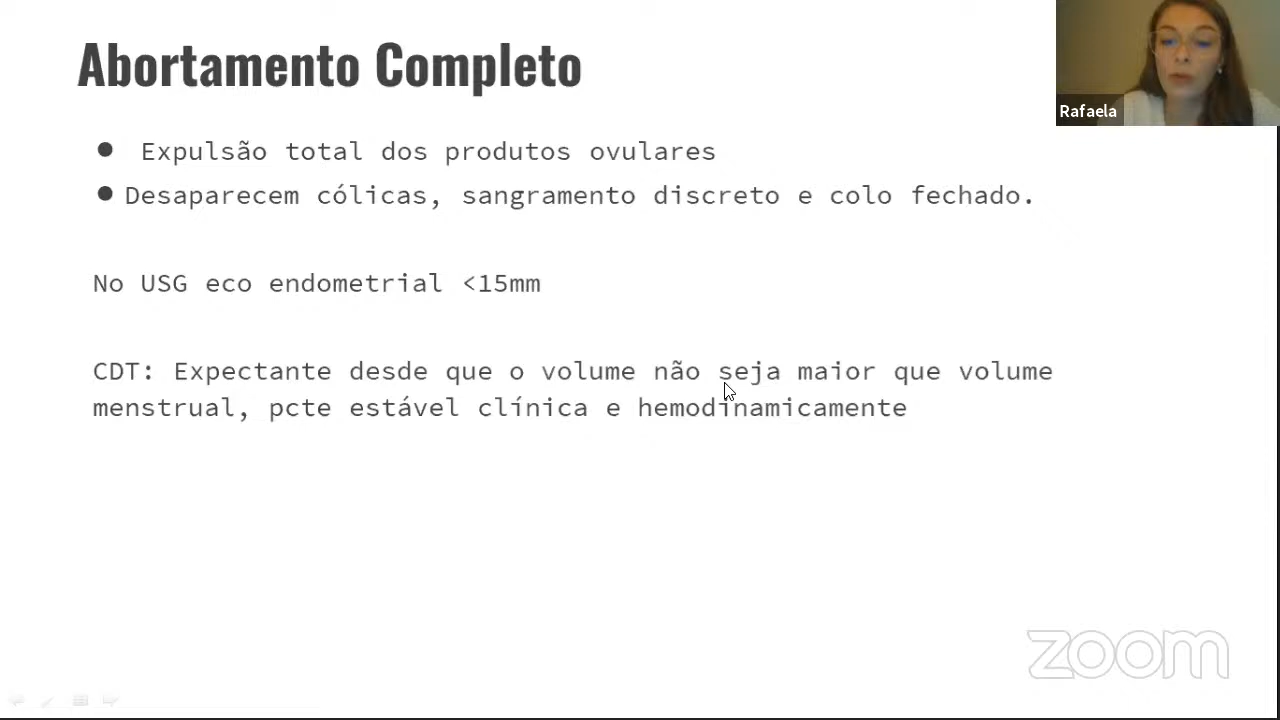 Abortamento Completo
Rafaela
● Expulsão total dos produtos ovulares
● Desaparecem cólicas, sangramento discreto e colo fechado.
No USG eco endometrial <15mm
CDT: Expectante desde que o volume não seja maior que volume
menstrual, pcte estável clínica e hemodinamicamente
zoom